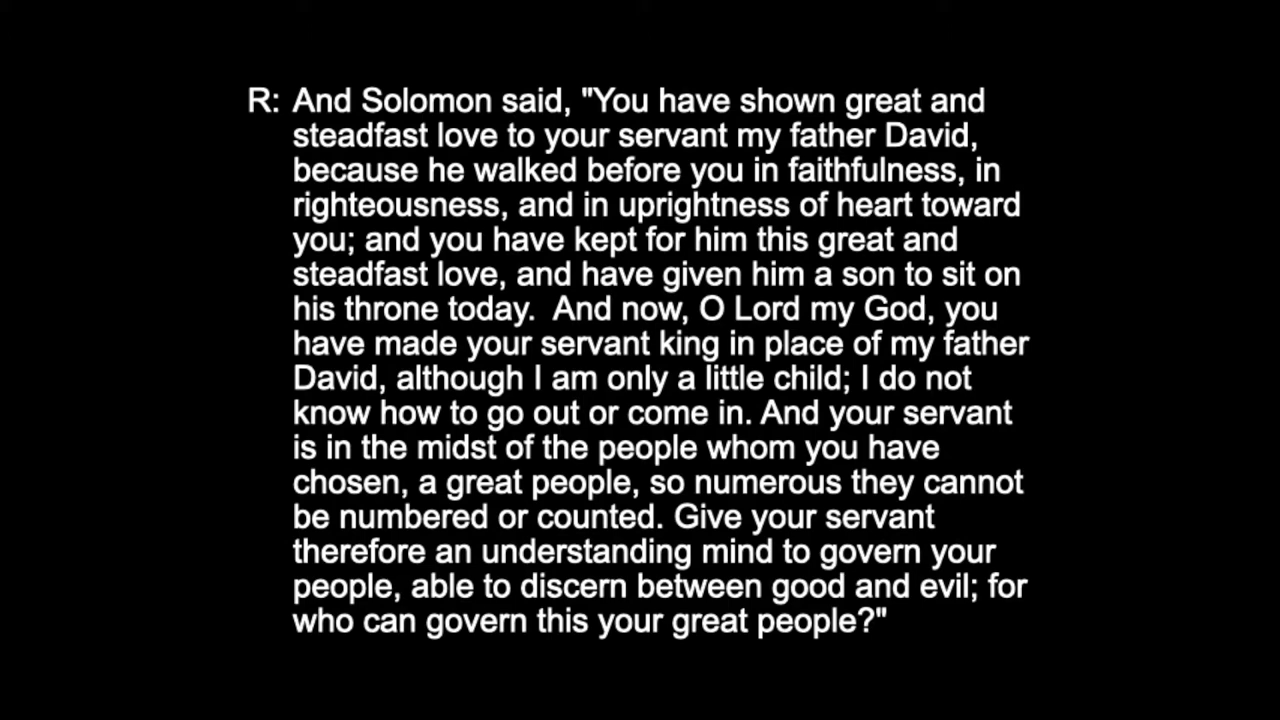 R: And Solomon said, "You have shown great and
steadfast love to your servant my father David,
because he walked before you in faithfulness, in
righteousness, and in uprightness of heart toward
you; and you have kept for him this great and
steadfast love, and have given him a son to sit on
his throne today.  And now, O Lord my God, you
have made your servant king in place of my father
David, although I am only a little child; I do not
know how to go out or come in. And your servant
is in the midst of the people whom you have
chosen, a great people, so numerous they cannot
be numbered or counted. Give your servant
therefore an understanding mind to govern your
people, able to discern between good and evil; for
who can govern this your great people?"